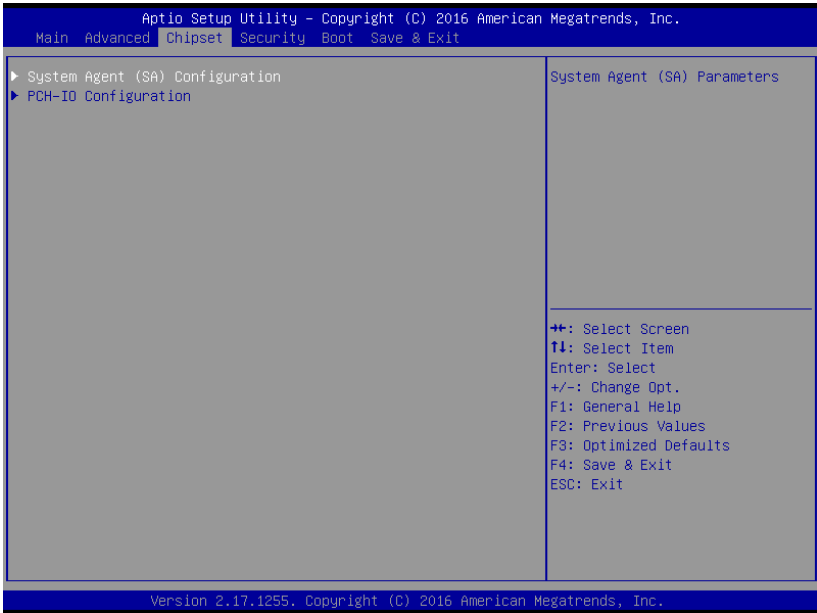 Aptio Setup Utility – Copyright (C) 2016 American Megatrends, Inc.
Main Advanced Chipset Security Boot Save & Exit
▶ System Agent (SA) Configuration
▶ PCH-IO Configuration
System Agent (SA) Parameters
→←: Select Screen
↑↓: Select Item
Enter: Select
+/-: Change Opt.
F1: General Help
F2: Previous Values
F3: Optimized Defaults
F4: Save & Exit
ESC: Exit
Version 2.17.1255. Copyright (C) 2016 American Megatrends, Inc.